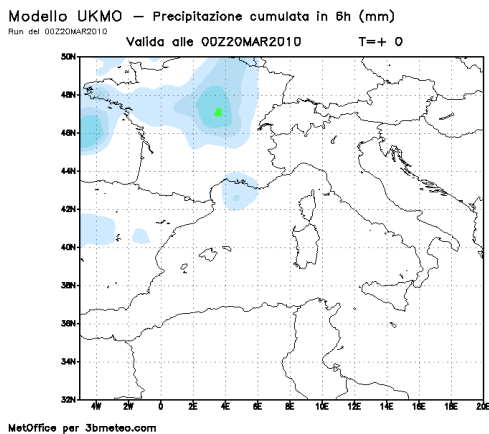 Modello UKMO – Precipitazione cumulata in 6h (mm)
Run del 00Z20MAR2010
Valida alle 00Z20MAR2010 T=+ 0
50N
48N
46N
44N
42N
40N
38N
36N
34N
32N
4W 2W 0 2E 4E 6E 8E 10E 12E 14E 16E 18E 20E
MetOffice per 3bmeteo.com